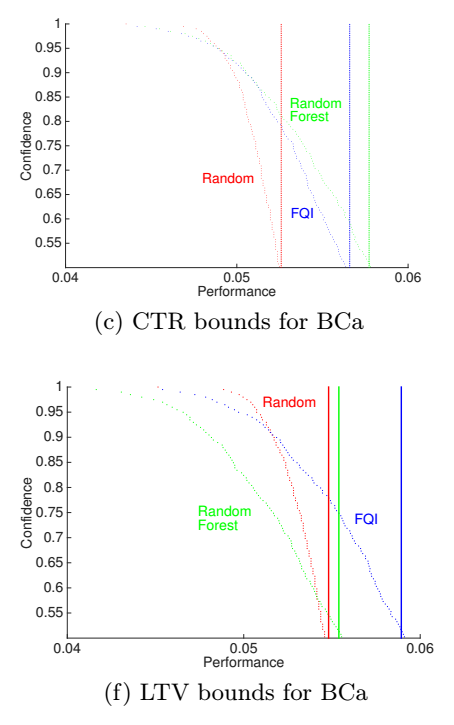 1
0.95
0.9
0.85
0.8
0.75
0.7
0.65
0.6
0.55
Confidence
Random
Forest
Random
FQI
0.04
0.05
0.06
Performance
(c) CTR bounds for BCa
1
0.95
0.9
0.85
0.8
0.75
0.7
0.65
0.6
0.55
Confidence
Random
Random
Forest
FQI
0.04
0.05
0.06
Performance
(f) LTV bounds for BCa